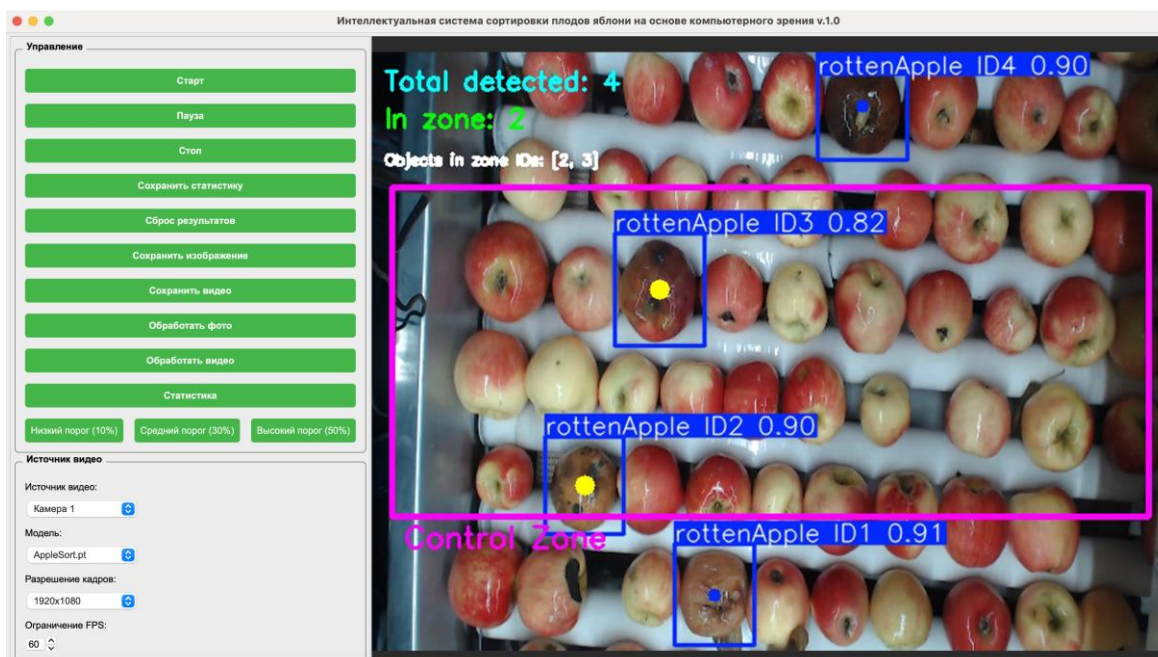 Интеллектуальная система сортировки плодов яблони на основе компьютерного зрения v.1.0
Управление
Старт
Пауза
Стоп
Сохранить статистику
Сброс результатов
Сохранить изображение
Сохранить видео
Обработать фото
Обработать видео
Статистика
Низкий порог (10%) Средний порог (30%) Высокий порог (50%)
Источник видео
Источник видео:
Камера 1
Модель:
AppleSort.pt
Разрешение кадров:
1920x1080
Ограничение FPS:
60
Total detected: 4
In zone: 2
Objects in zone IDs: [2, 3]
rottenApple ID4 0.90
rottenApple ID3 0.82
rottenApple ID2 0.90
Control Zone
rottenApple ID1 0.91